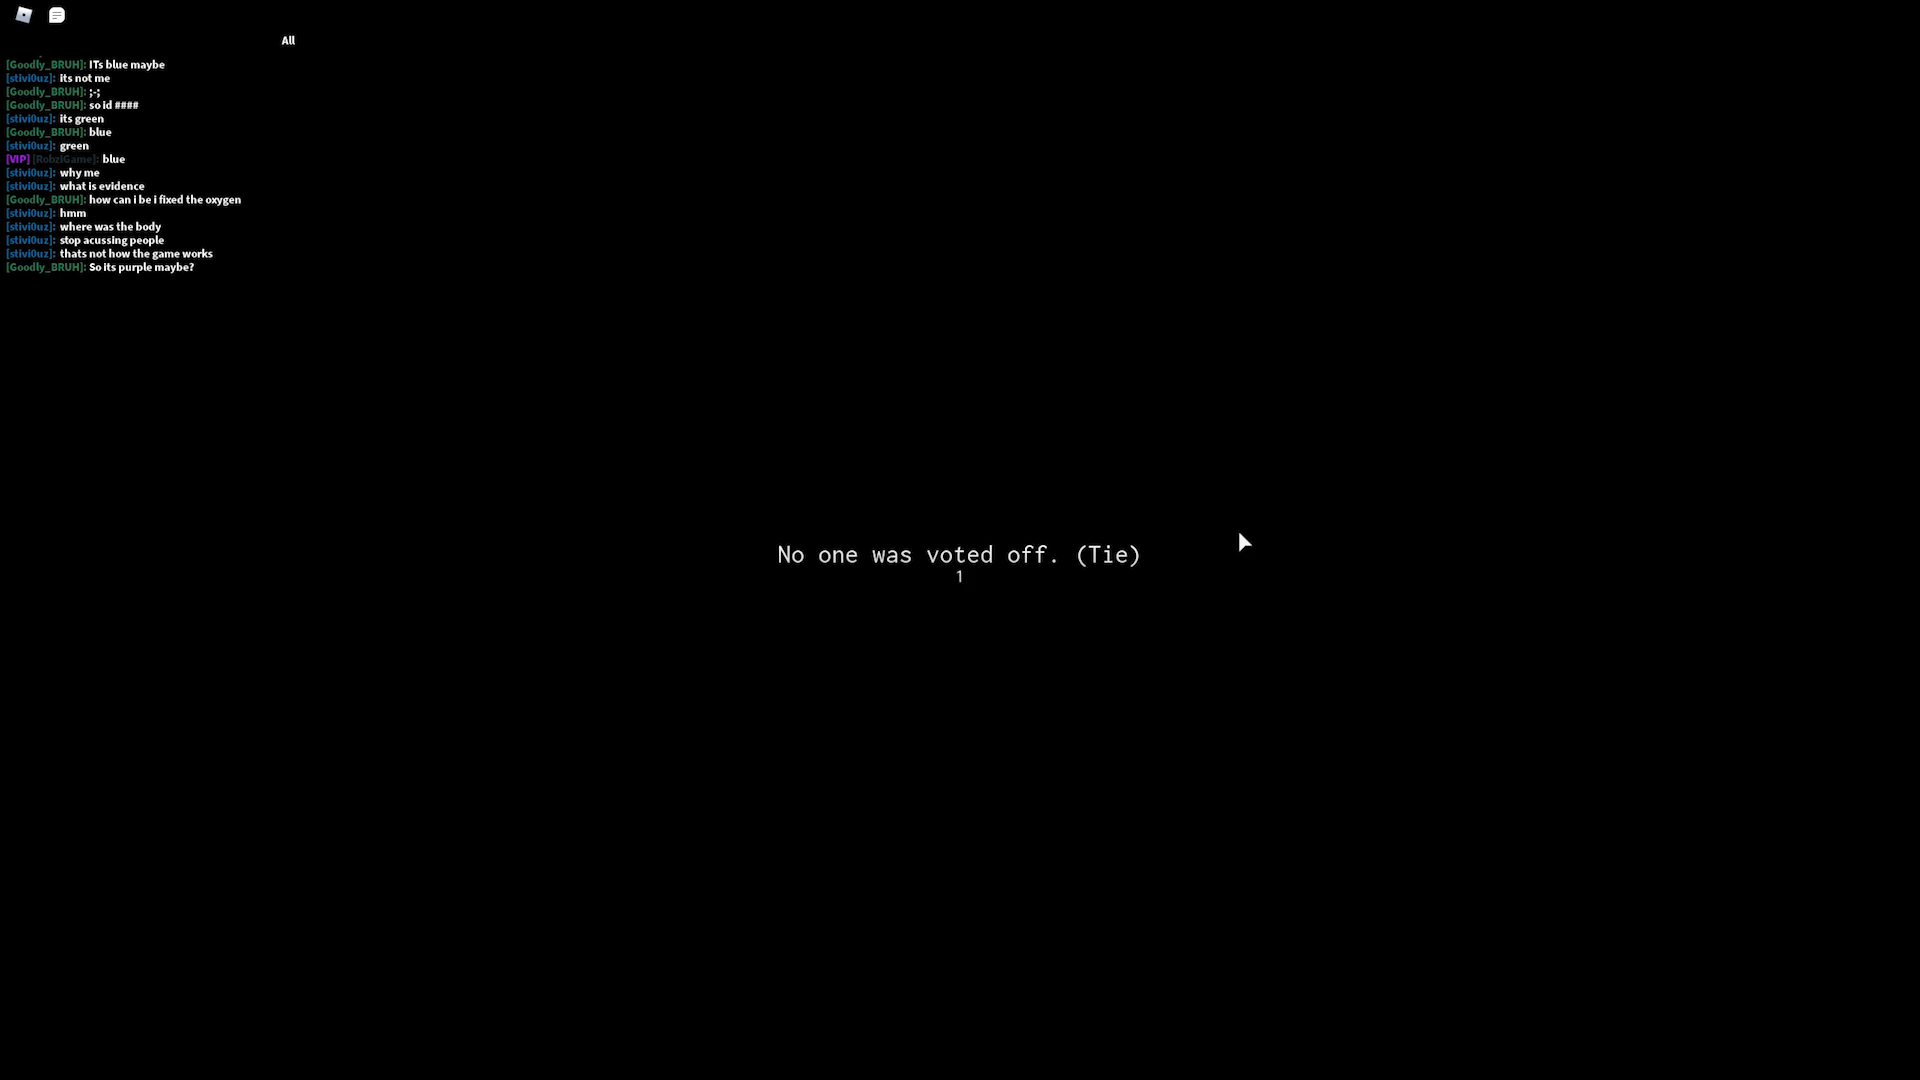 All
[Goodly_BRUH]: ITs blue maybe
[stivi0uz]: its not me
[Goodly_BRUH]: ;-;
[Goodly_BRUH]: so id ####
[stivi0uz]: its green
[Goodly_BRUH]: blue
[stivi0uz]: green
[VIP] [RobziGame]: blue
[stivi0uz]: why me
[stivi0uz]: what is evidence
[Goodly_BRUH]: how can i be i fixed the oxygen
[stivi0uz]: hmm
[stivi0uz]: where was the body
[stivi0uz]: stop acussing people
[stivi0uz]: thats not how the game works
[Goodly_BRUH]: So its purple maybe?
No one was voted off. (Tie)
1